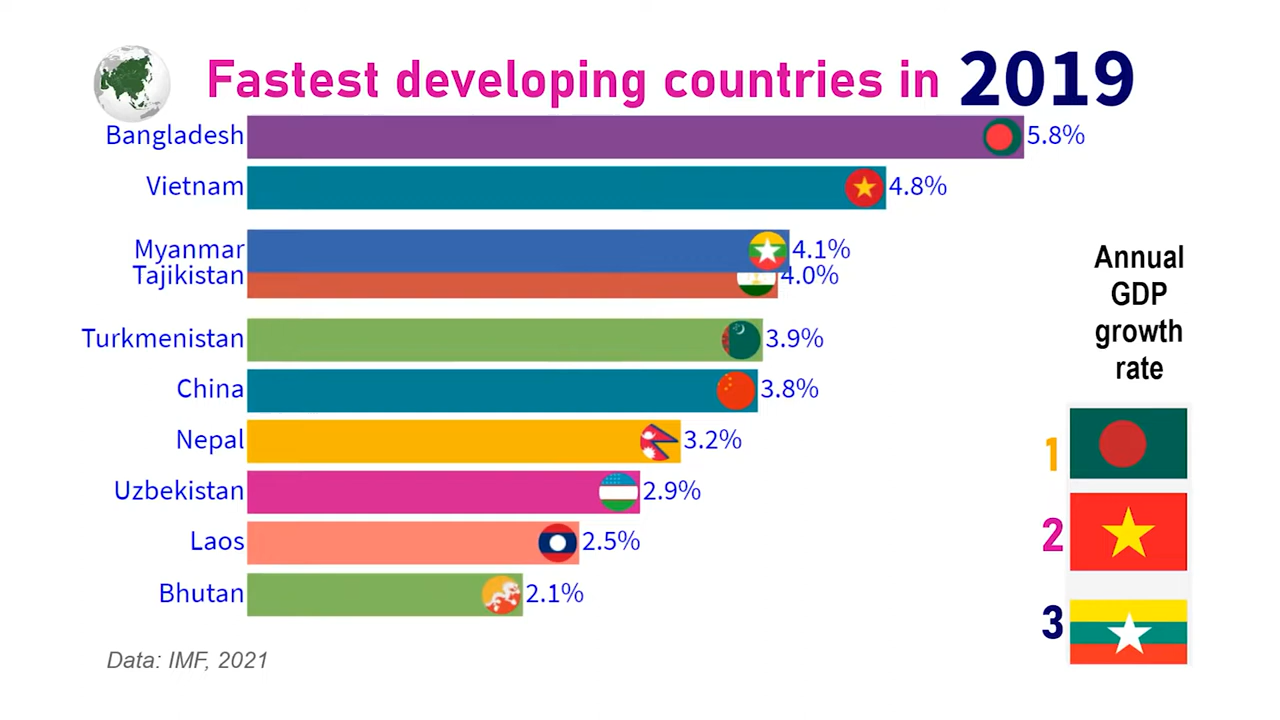 Fastest developing countries in 2019
Bangladesh 5.8%
Vietnam 4.8%
Myanmar 4.1%
Tajikistan 4.0%
Turkmenistan 3.9%
China 3.8%
Nepal 3.2%
Uzbekistan 2.9%
Laos 2.5%
Bhutan 2.1%
Annual
GDP
growth
rate
1
2
3
Data: IMF, 2021